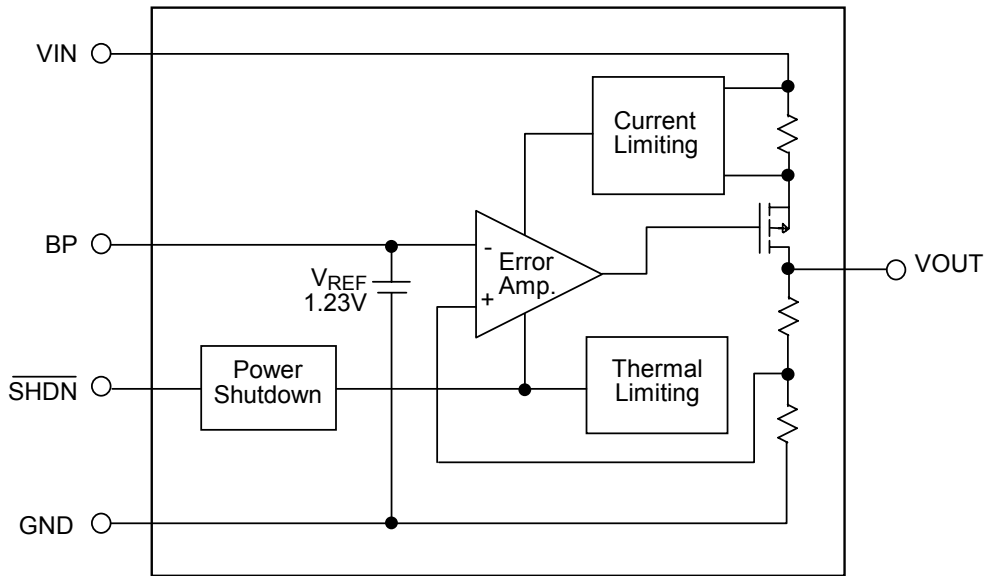 VIN
Current
Limiting
BP
-
Error
Amp.
+
VOUT
VREF
1.23V
SHDN
Power
Shutdown
Thermal
Limiting
GND